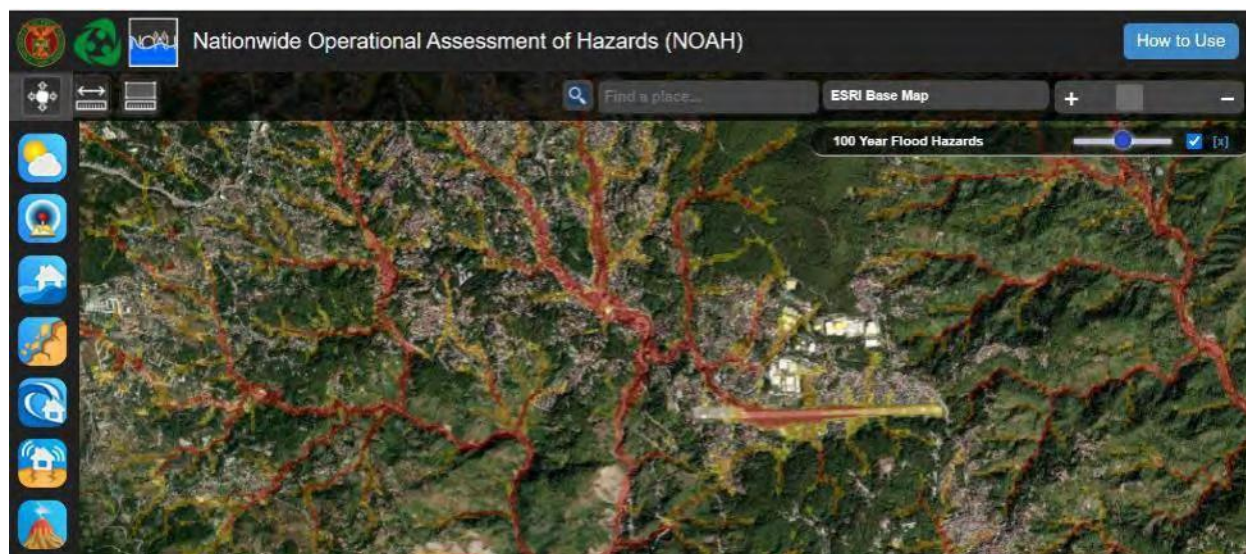 NOAH
Nationwide Operational Assessment of Hazards (NOAH)
How to Use
Find a place...
ESRI Base Map
+
−
100 Year Flood Hazards
[x]